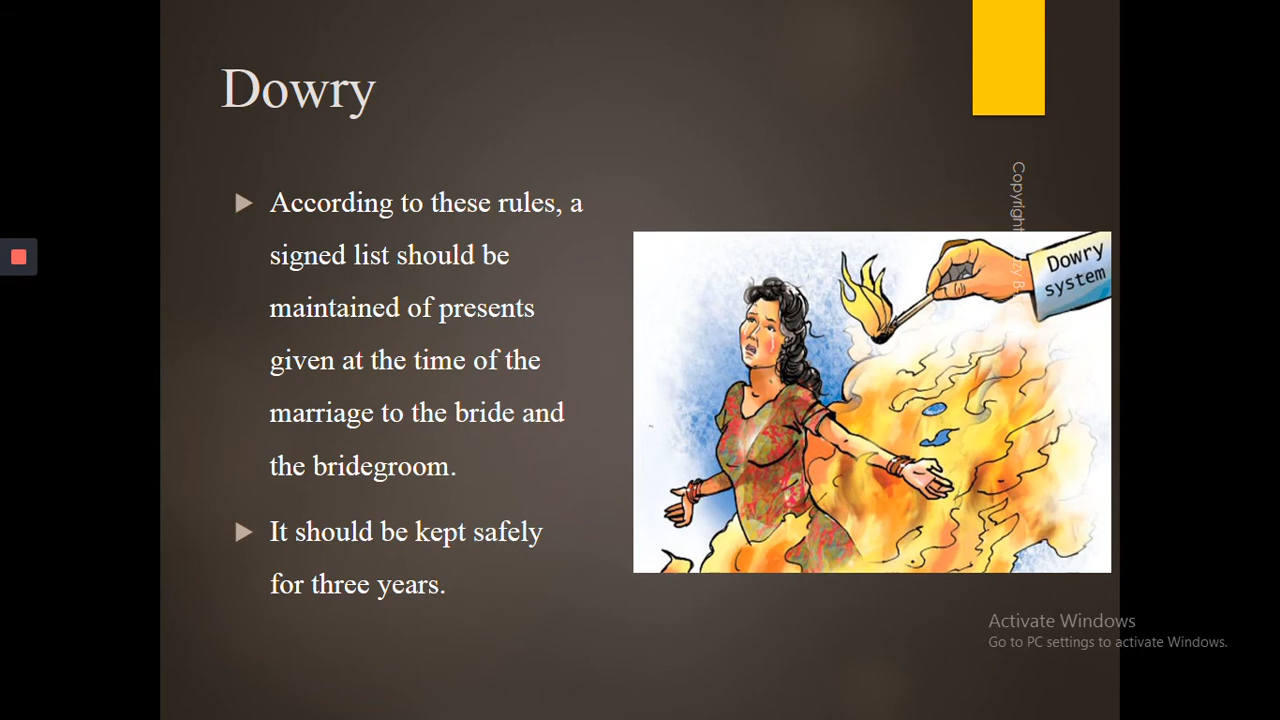 Dowry
According to these rules, a
signed list should be
maintained of presents
given at the time of the
marriage to the bride and
the bridegroom.
It should be kept safely
for three years.
Copyright
Dowry
system
Activate Windows
Go to PC settings to activate Windows.